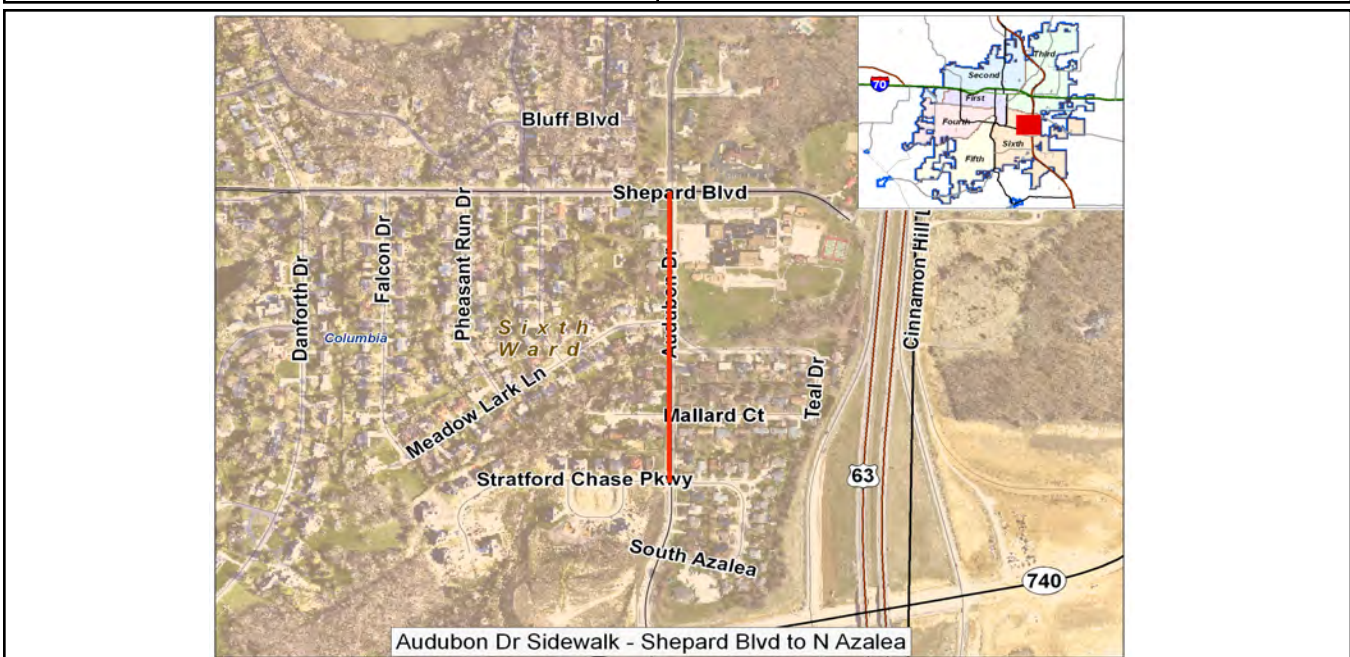 Third
Second
70
First
Fourth
Sixth
Fifth
Bluff Blvd
Shepard Blvd
Danforth Dr
Falcon Dr
Pheasant Run Dr
Audubon Dr
Cinnamon Hill L
Sixth
Ward
Columbia
Meadow Lark Ln
Mallard Ct
Teal Dr
Stratford Chase Pkwy
63
South Azalea
740
Audubon Dr Sidewalk - Shepard Blvd to N Azalea